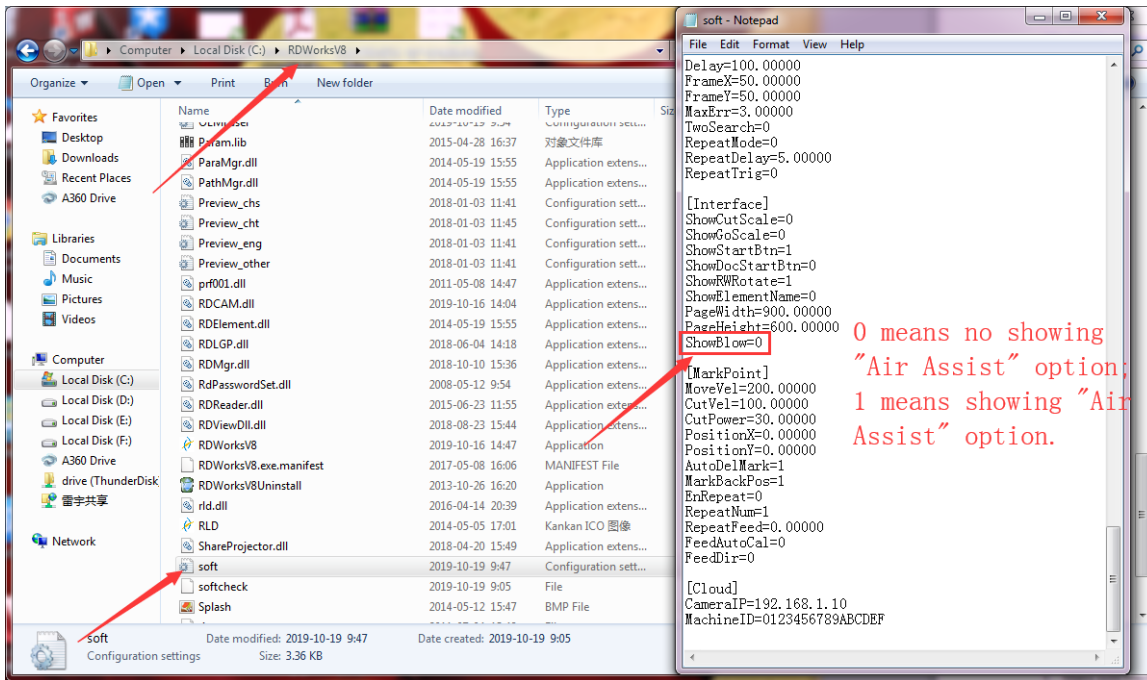 Computer ▸ Local Disk (C:) ▸ RDWorksV8 ▸
Organize Open Print New folder
Favorites
Desktop
Downloads
Recent Places
A360 Drive
Libraries
Documents
Music
Pictures
Videos
Computer
Local Disk (C:)
Local Disk (D:)
Local Disk (E:)
Local Disk (F:)
A360 Drive
drive (ThunderDisk
雷宇共享
Network
Name Date modified Type
Param.lib 2015-04-28 16:37 对象文件库
ParaMgr.dll 2014-05-19 15:55 Application extens...
PathMgr.dll 2014-05-19 15:55 Application extens...
Preview_chs 2018-01-03 11:41 Configuration sett...
Preview_cht 2018-01-03 11:45 Configuration sett...
Preview_eng 2018-01-03 11:41 Configuration sett...
Preview_other 2018-01-03 11:41 Configuration sett...
prf001.dll 2011-05-08 14:47 Application extens...
RDCAM.dll 2019-10-16 14:04 Application extens...
RDElement.dll 2014-05-19 15:55 Application extens...
RDLGP.dll 2018-06-04 14:18 Application extens...
RDMgr.dll 2018-10-10 15:36 Application extens...
RdPasswordSet.dll 2008-05-12 9:54 Application extens...
RDReader.dll 2015-06-23 11:55 Application extens...
RDViewDll.dll 2018-08-23 15:44 Application extens...
RDWorksV8 2019-10-16 14:47 Application
RDWorksV8.exe.manifest 2017-05-08 16:06 MANIFEST File
RDWorksV8Uninstall 2013-10-26 16:20 Application
rld.dll 2016-04-14 20:39 Application extens...
RLD 2014-05-05 17:01 Kankan ICO 图像
ShareProjector.dll 2018-04-20 15:49 Application extens...
soft 2019-10-19 9:47 Configuration sett...
softcheck 2019-10-19 9:05 File
Splash 2014-05-12 15:47 BMP File
soft Date modified: 2019-10-19 9:47 Date created: 2019-10-19 9:05
Configuration settings Size: 3.36 KB
soft - Notepad
File Edit Format View Help
Delay=100.00000
FrameX=50.00000
FrameY=50.00000
MaxErr=3.00000
TwoSearch=0
RepeatMode=0
RepeatDelay=5.00000
RepeatTrig=0
[Interface]
ShowCutScale=0
ShowGoScale=0
ShowStartBtn=1
ShowDocStartBtn=0
ShowRWRotate=1
ShowElementName=0
PageWidth=900.00000
PageHeight=600.00000
ShowBlow=0
[MarkPoint]
MoveVel=200.00000
CutVel=100.00000
CutPower=30.00000
PositionX=0.00000
PositionY=0.00000
AutoDelMark=1
MarkBackPos=1
EnRepeat=0
RepeatNum=1
RepeatFeed=0.00000
FeedAutoCal=0
FeedDir=0
[Cloud]
CameraIP=192.168.1.10
MachineID=0123456789ABCDEF
0 means no showing
"Air Assist" option;
1 means showing "Air
Assist" option.